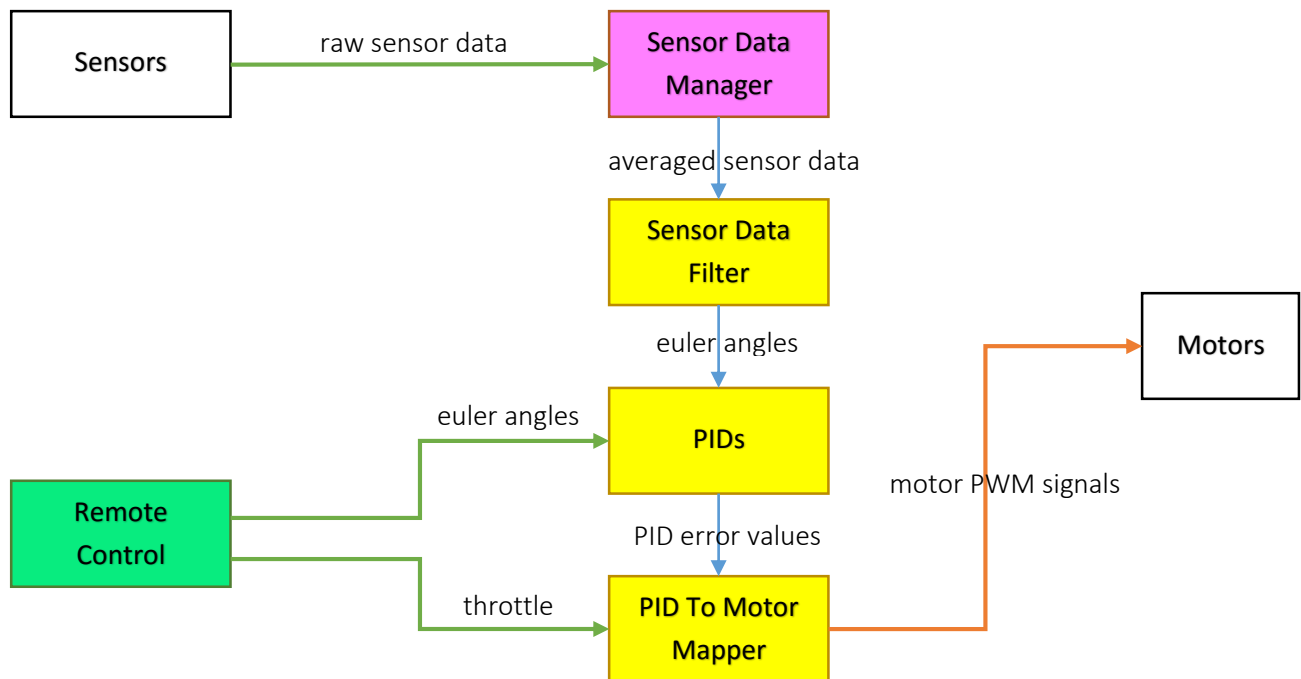 Sensors
raw sensor data
Sensor Data
Manager
averaged sensor data
Sensor Data
Filter
euler angles
Motors
euler angles
PIDs
motor PWM signals
Remote
Control
PID error values
throttle
PID To Motor
Mapper